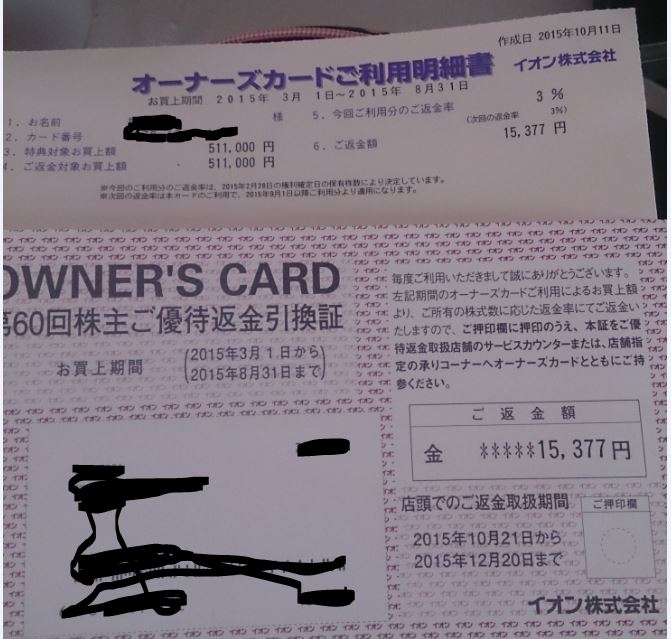 作成日 2015年10月11日
オーナーズカードご利用明細書
イオン株式会社
お買上期間 2015年 3月 1日～2015年 8月31日
1. お名前 様
2. カード番号
3. 特典対象お買上額 511,000 円
4. ご返金対象お買上額 511,000 円
5. 今回ご利用分のご返金率 3 %
(次回の返金率 3%)
6. ご返金額 15,377 円
※今回のご利用分のご返金率は、2015年2月28日の権利確定日の保有株数により決定しています。
※次回の返金率は本カードのご利用で、2015年9月1日以降ご利用分より適用になります。
OWNER'S CARD
第60回株主ご優待返金引換証
お買上期間
(2015年3月1日から
2015年8月31日まで)
毎度ご利用いただきまして誠にありがとうございます。
左記期間のオーナーズカードご利用によるお買上額
より、ご所有の株式数に応じた返金率にてご返金い
たしますので、ご押印欄に押印のうえ、本証をご優
待返金取扱店舗のサービスカウンターまたは、店舗指
定の承りコーナーへオーナーズカードとともにご持
参ください。
ご返金額
金 *****15,377円
店頭でのご返金取扱期間
2015年10月21日から
2015年12月20日まで
ご押印欄
イオン株式会社